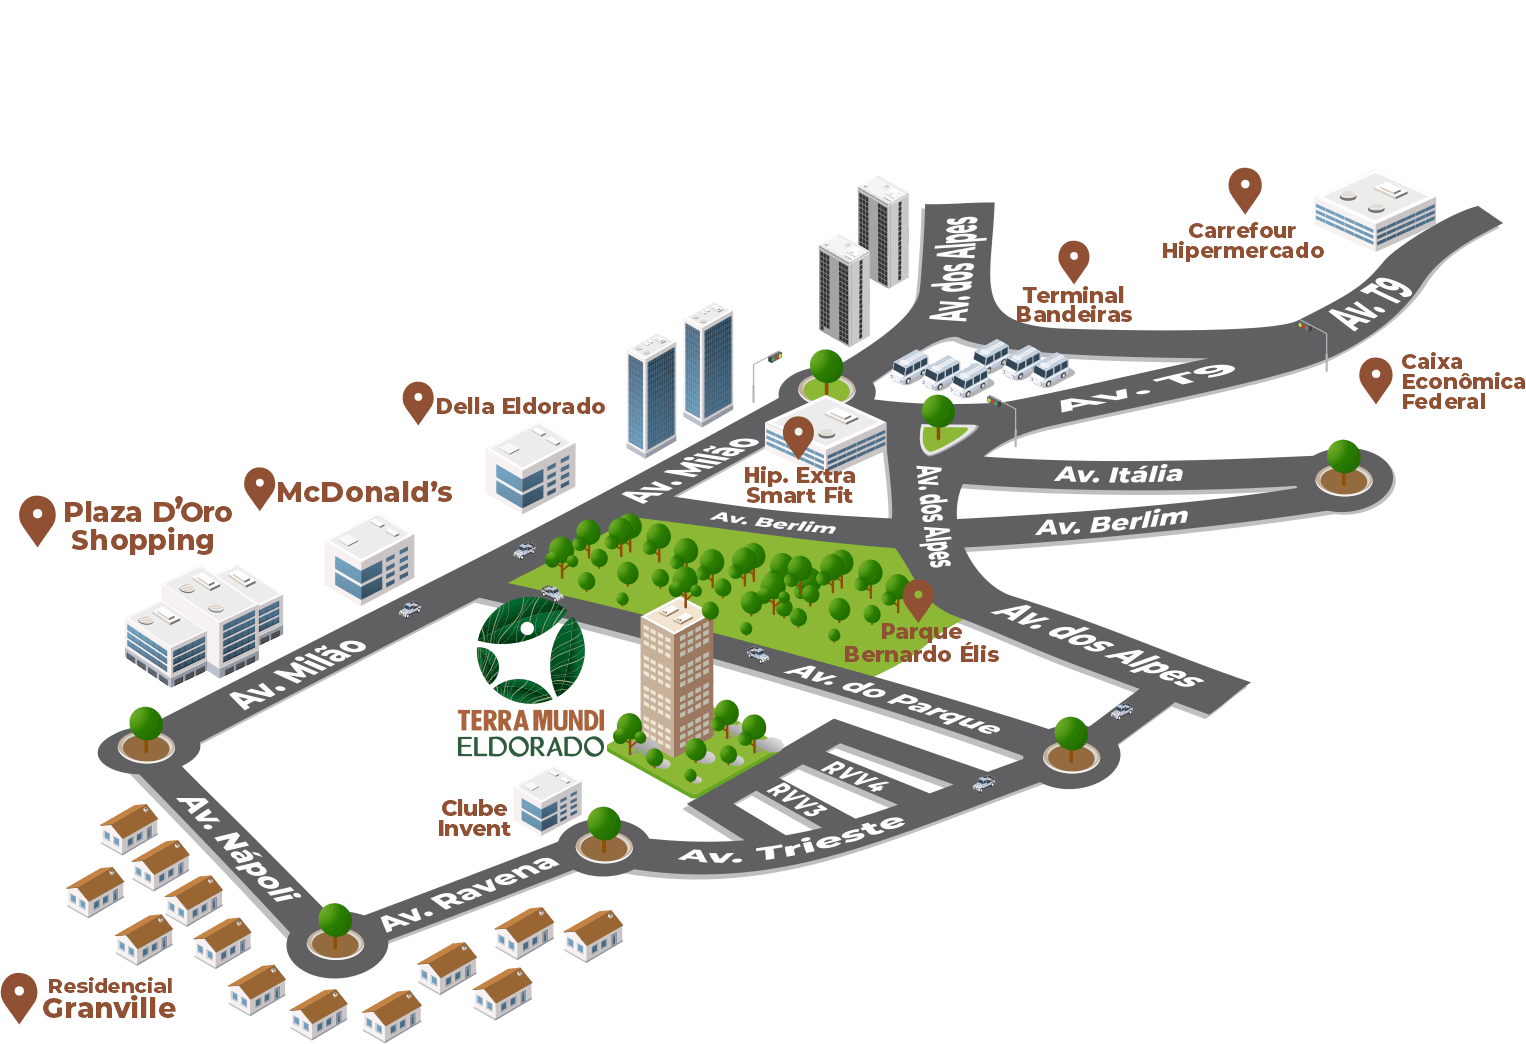 Av. dos Alpes
Carrefour
Hipermercado
Terminal
Bandeiras
Av. T9
Av. T9
Caixa
Econômica
Federal
Della Eldorado
Av. Milão
Hip. Extra
Smart Fit
Av. Itália
McDonald's
Plaza D'Oro
Shopping
Av. Berlim
Av. dos Alpes
Av. Berlim
Parque
Bernardo Élis
Av. dos Alpes
Av. Milão
Av. do Parque
TERRA MUNDI
ELDORADO
RVV4
RVV3
Clube
Invent
Av. Trieste
Av. Nápoli
Av. Ravena
Residencial
Granville